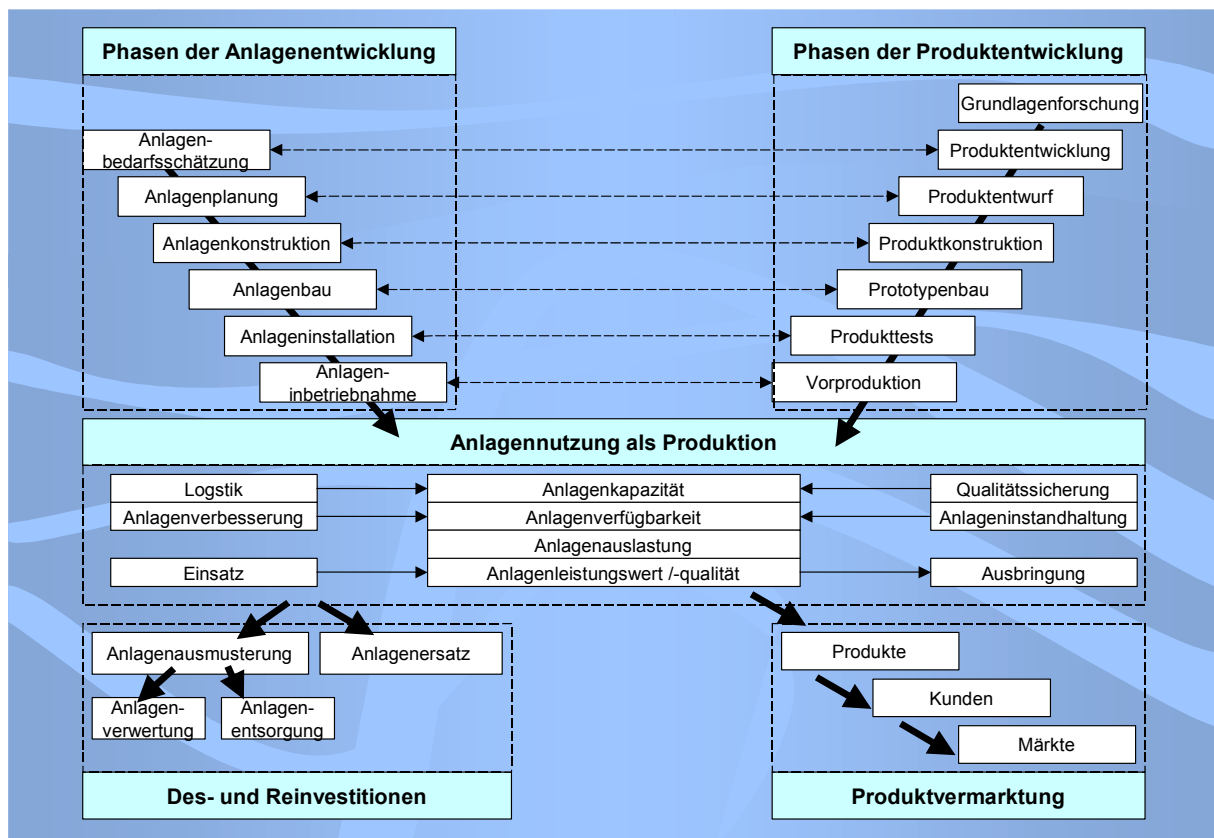 Phasen der Anlagenentwicklung
Anlagen-
bedarfsschätzung
Anlagenplanung
Anlagenkonstruktion
Anlagenbau
Anlageninstallation
Anlagen-
inbetriebnahme
Phasen der Produktentwicklung
Grundlagenforschung
Produktentwicklung
Produktentwurf
Produktkonstruktion
Prototypenbau
Produkttests
Vorproduktion
Anlagennutzung als Produktion
Logstik
Anlagenkapazität
Qualitätssicherung
Anlagenverbesserung
Anlagenverfügbarkeit
Anlageninstandhaltung
Anlagenauslastung
Einsatz
Anlagenleistungswert /-qualität
Ausbringung
Anlagenausmusterung
Anlagenersatz
Anlagen-
verwertung
Anlagen-
entsorgung
Des- und Reinvestitionen
Produkte
Kunden
Märkte
Produktvermarktung